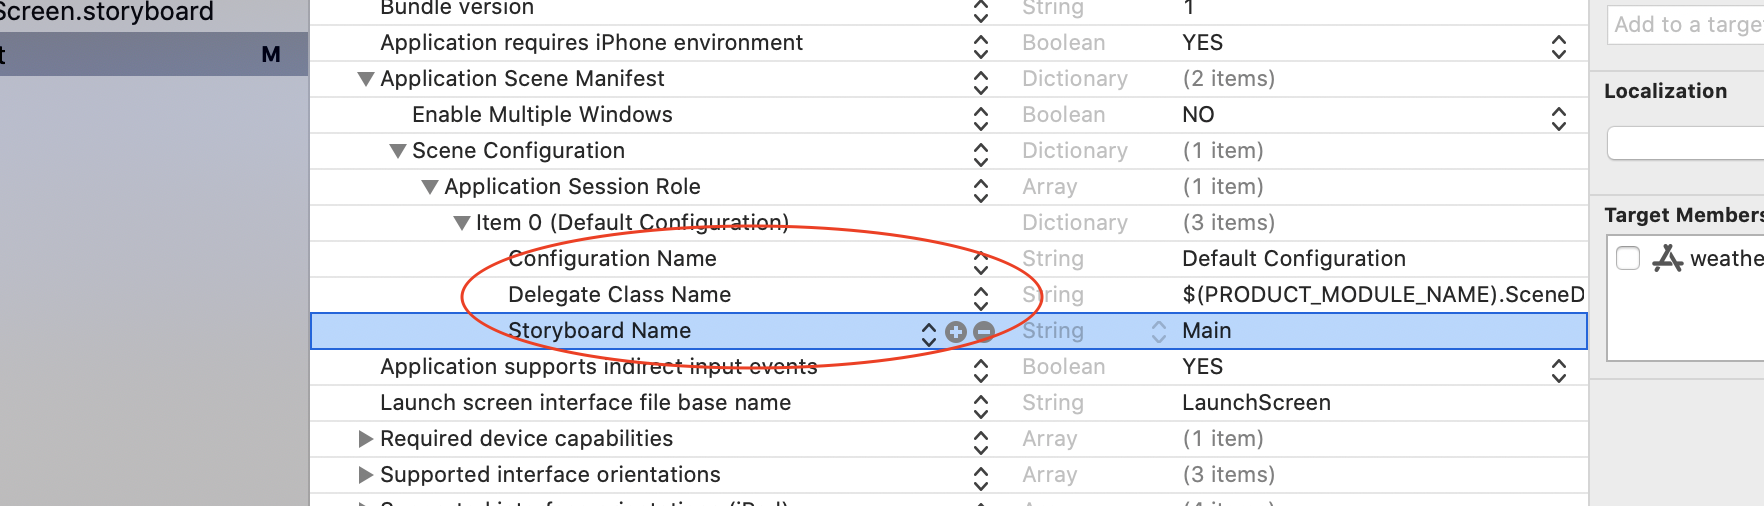 Screen.storyboard
t M
Bundle version String 1
Application requires iPhone environment Boolean YES
Application Scene Manifest Dictionary (2 items)
Enable Multiple Windows Boolean NO
Scene Configuration Dictionary (1 item)
Application Session Role Array (1 item)
Item 0 (Default Configuration) Dictionary (3 items)
Configuration Name String Default Configuration
Delegate Class Name String $(PRODUCT_MODULE_NAME).SceneD
Storyboard Name String Main
Application supports indirect input events Boolean YES
Launch screen interface file base name String LaunchScreen
Required device capabilities Array (1 item)
Supported interface orientations Array (3 items)
Add to a targe
Localization
Target Members
weathe